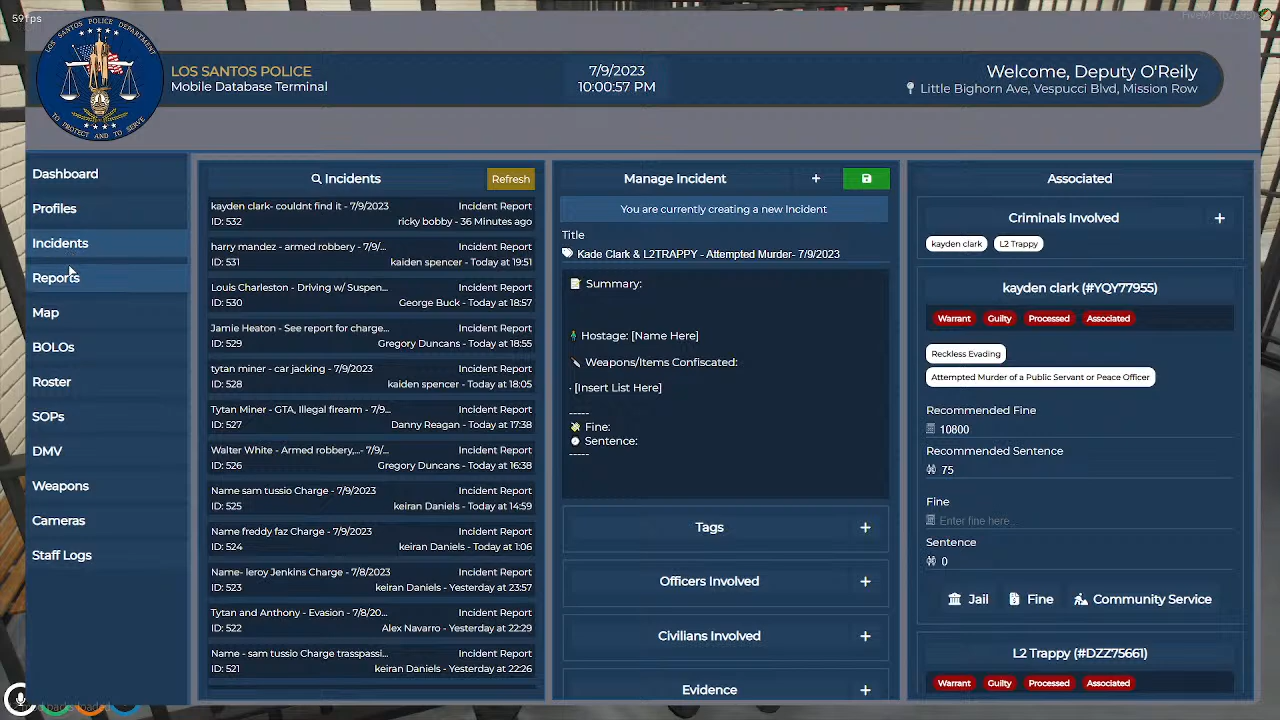 59fps
FiveM®
LOS SANTOS POLICE DEPARTMENT
TO PROTECT AND TO SERVE
LOS SANTOS POLICE
Mobile Database Terminal
7/9/2023
10:00:57 PM
Welcome, Deputy O'Reily
Little Bighorn Ave, Vespucci Blvd, Mission Row
Dashboard
Profiles
Incidents
Reports
Map
BOLOs
Roster
SOPs
DMV
Weapons
Cameras
Staff Logs
Incidents
Refresh
kayden clark- couldnt find it - 7/9/2023 Incident Report
ID: 532 ricky bobby - 36 Minutes ago
harry mandez - armed robbery - 7/9/... Incident Report
ID: 531 kaiden spencer - Today at 19:51
Louis Charleston - Driving w/ Suspen... Incident Report
ID: 530 George Buck - Today at 18:57
Jamie Heaton - See report for charge... Incident Report
ID: 529 Gregory Duncans - Today at 18:55
tytan miner - car jacking - 7/9/2023 Incident Report
ID: 528 kaiden spencer - Today at 18:05
Tytan Miner - GTA, Illegal firearm - 7/9... Incident Report
ID: 527 Danny Reagan - Today at 17:38
Walter White - Armed robbery,... - 7/9/... Incident Report
ID: 526 Gregory Duncans - Today at 16:38
Name sam tussio Charge - 7/9/2023 Incident Report
ID: 525 keiran Daniels - Today at 14:59
Name freddy faz Charge - 7/9/2023 Incident Report
ID: 524 keiran Daniels - Today at 1:06
Name- leroy Jenkins Charge - 7/8/2023 Incident Report
ID: 523 keiran Daniels - Yesterday at 23:57
Tytan and Anthony - Evasion - 7/8/20... Incident Report
ID: 522 Alex Navarro - Yesterday at 22:29
Name - sam tussio Charge traspassi... Incident Report
ID: 521 keiran Daniels - Yesterday at 22:26
Manage Incident +
You are currently creating a new Incident
Title
Kade Clark & L2TRAPPY - Attempted Murder- 7/9/2023
Summary:
Hostage: [Name Here]
Weapons/Items Confiscated:
· [Insert List Here]
-----
Fine:
Sentence:
-----
Tags +
Officers Involved +
Civilians Involved +
Evidence +
Associated
Criminals Involved +
kayden clark L2 Trappy
kayden clark (#YQY77955)
Warrant Guilty Processed Associated
Reckless Evading
Attempted Murder of a Public Servant or Peace Officer
Recommended Fine
10800
Recommended Sentence
75
Fine
Enter fine here...
Sentence
0
Jail Fine Community Service
L2 Trappy (#DZZ75661)
Warrant Guilty Processed Associated